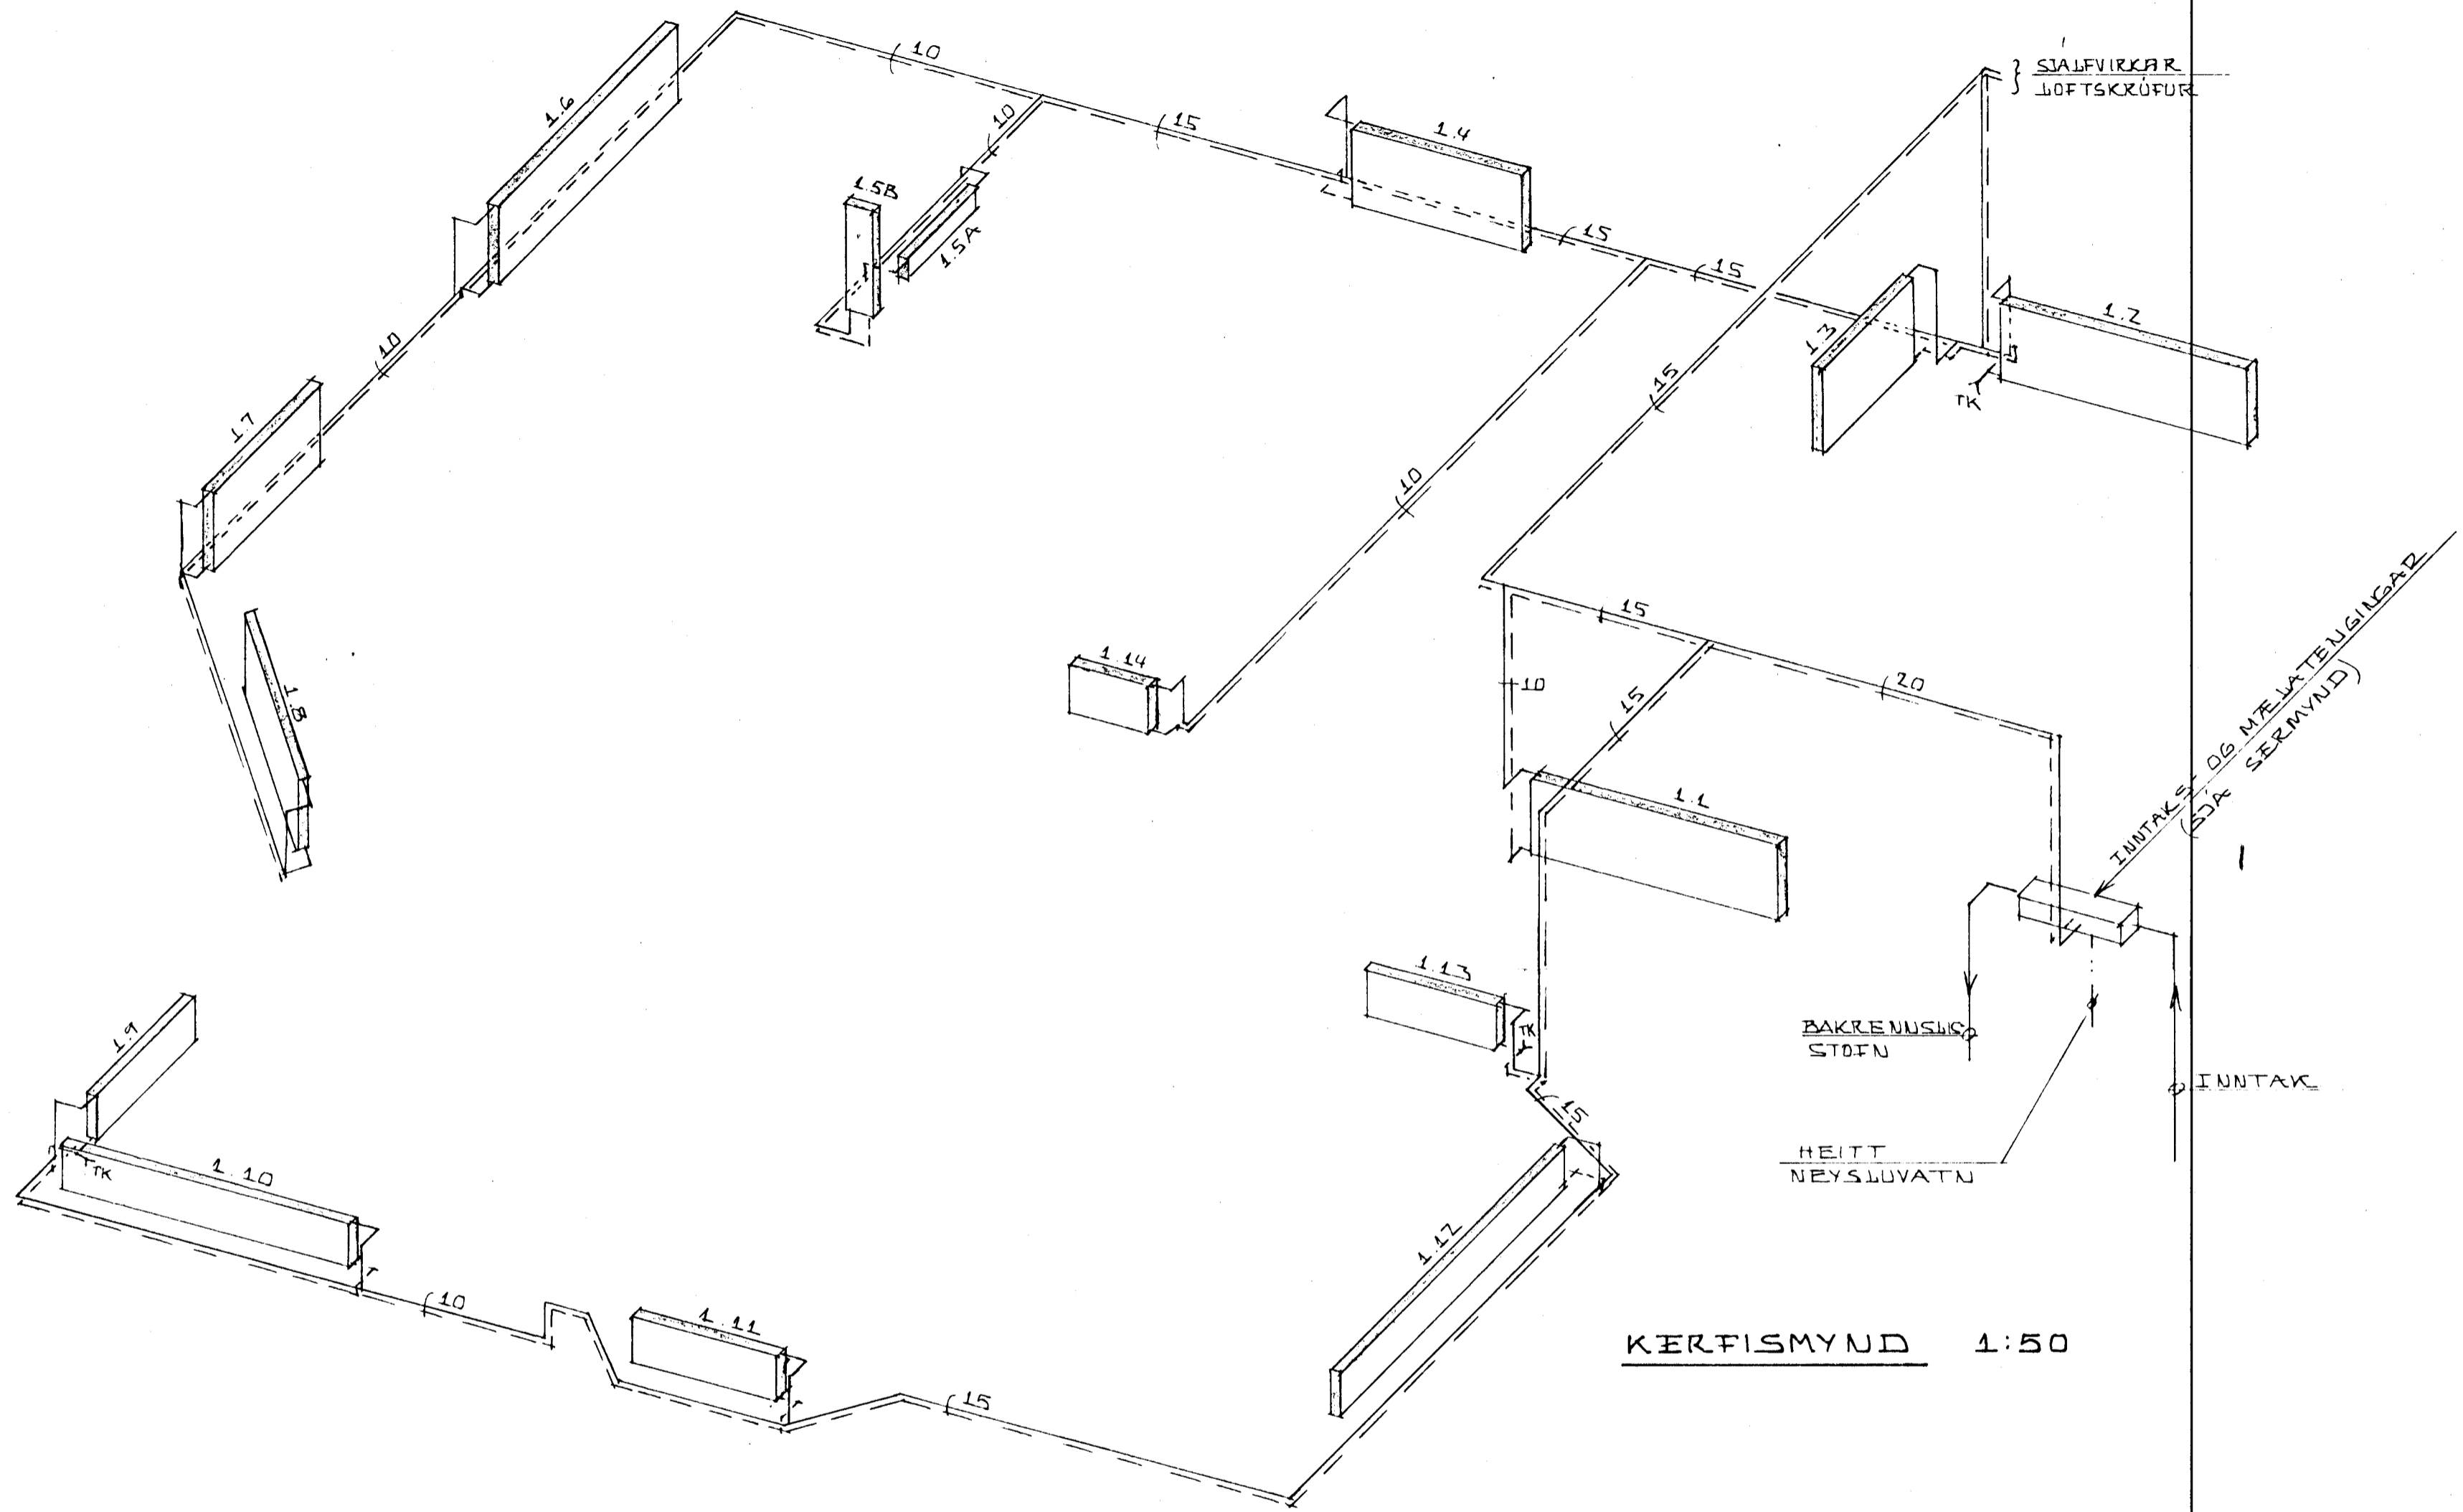 SJÁLFVIRKAR
LOFTSKRÚFUR
10
15
10
1.4
1.6
1.5B
1.5A
15
15
1.3
1.2
TK
10
15
1.7
10
15
1.14
10
15
20
1.8
1.1
INNTAKS- OG MÆLATENGINGAR
(SJÁ SERMYND)
1.13
TK
BAKRENNSLIS
STOFN
INNTAK
1.9
15
HEITT
NEYSLUVATN
TK
1.10
1.12
10
1.11
15
KERFISMYND 1:50